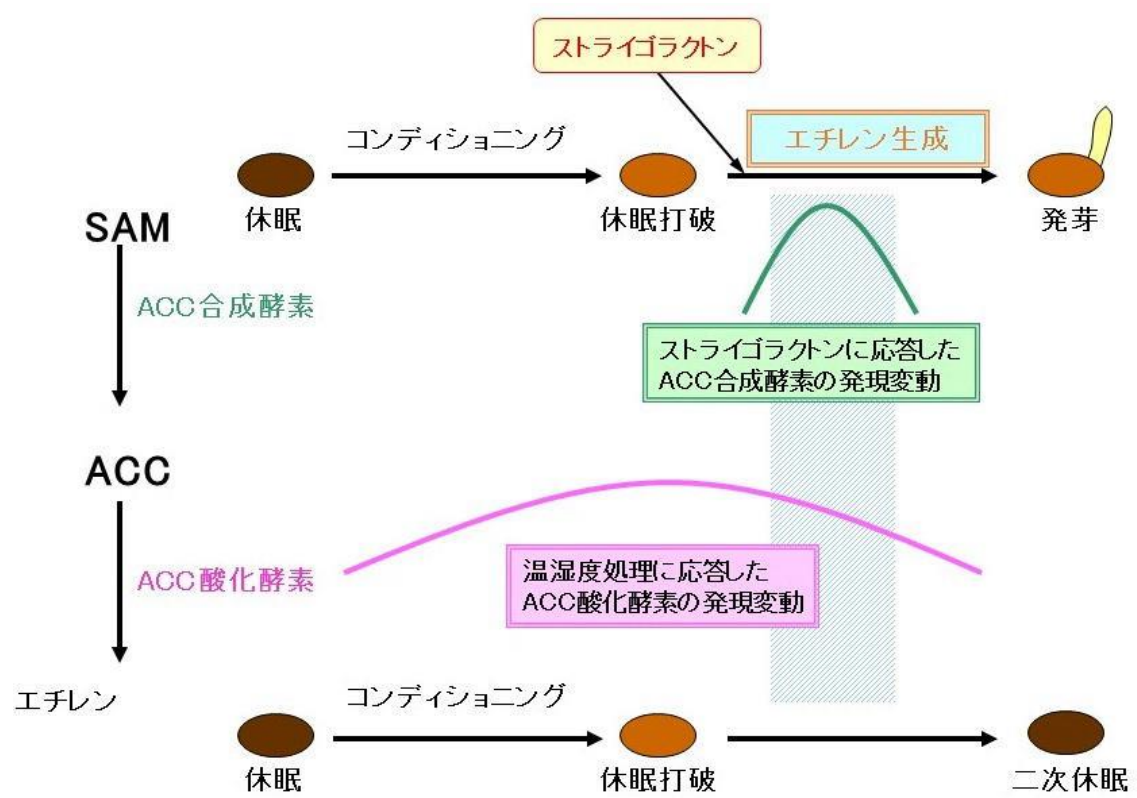 ストライゴラクトン
コンディショニング
エチレン生成
休眠
休眠打破
発芽
SAM
ACC合成酵素
ストライゴラクトンに応答した
ACC合成酵素の発現変動
ACC
ACC酸化酵素
温湿度処理に応答した
ACC酸化酵素の発現変動
エチレン
コンディショニング
休眠
休眠打破
二次休眠